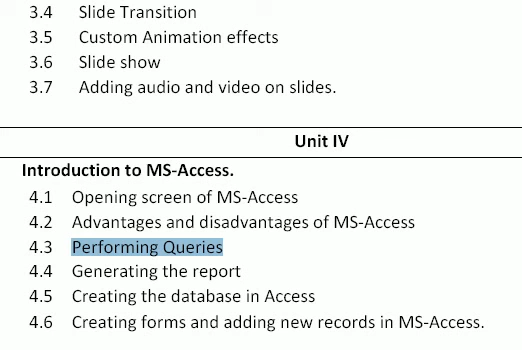 3.4 Slide Transition
3.5 Custom Animation effects
3.6 Slide show
3.7 Adding audio and video on slides.
Unit IV
Introduction to MS-Access.
4.1 Opening screen of MS-Access
4.2 Advantages and disadvantages of MS-Access
4.3 Performing Queries
4.4 Generating the report
4.5 Creating the database in Access
4.6 Creating forms and adding new records in MS-Access.